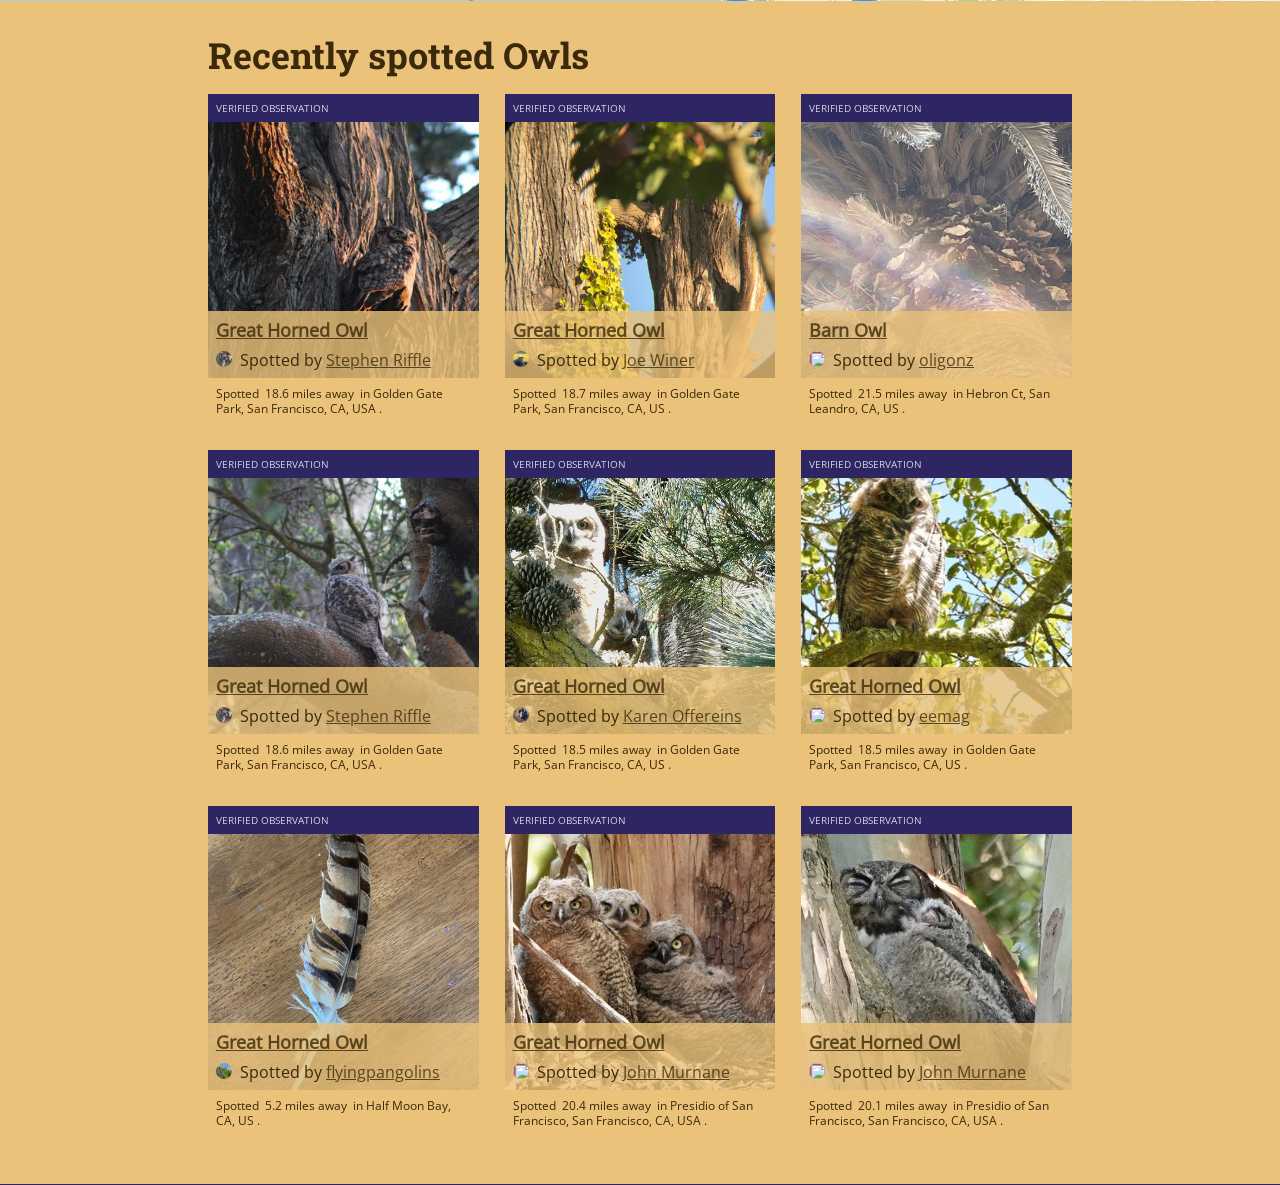 Recently spotted Owls
VERIFIED OBSERVATION
Great Horned Owl
Spotted by Stephen Riffle
Spotted 18.6 miles away in Golden Gate
Park, San Francisco, CA, USA .
VERIFIED OBSERVATION
Great Horned Owl
Spotted by Joe Winer
Spotted 18.7 miles away in Golden Gate
Park, San Francisco, CA, US .
VERIFIED OBSERVATION
Barn Owl
Spotted by oligonz
Spotted 21.5 miles away in Hebron Ct, San
Leandro, CA, US .
VERIFIED OBSERVATION
Great Horned Owl
Spotted by Stephen Riffle
Spotted 18.6 miles away in Golden Gate
Park, San Francisco, CA, USA .
VERIFIED OBSERVATION
Great Horned Owl
Spotted by Karen Offereins
Spotted 18.5 miles away in Golden Gate
Park, San Francisco, CA, US .
VERIFIED OBSERVATION
Great Horned Owl
Spotted by eemag
Spotted 18.5 miles away in Golden Gate
Park, San Francisco, CA, US .
VERIFIED OBSERVATION
Great Horned Owl
Spotted by flyingpangolins
Spotted 5.2 miles away in Half Moon Bay,
CA, US .
VERIFIED OBSERVATION
Great Horned Owl
Spotted by John Murnane
Spotted 20.4 miles away in Presidio of San
Francisco, San Francisco, CA, USA .
VERIFIED OBSERVATION
Great Horned Owl
Spotted by John Murnane
Spotted 20.1 miles away in Presidio of San
Francisco, San Francisco, CA, USA .